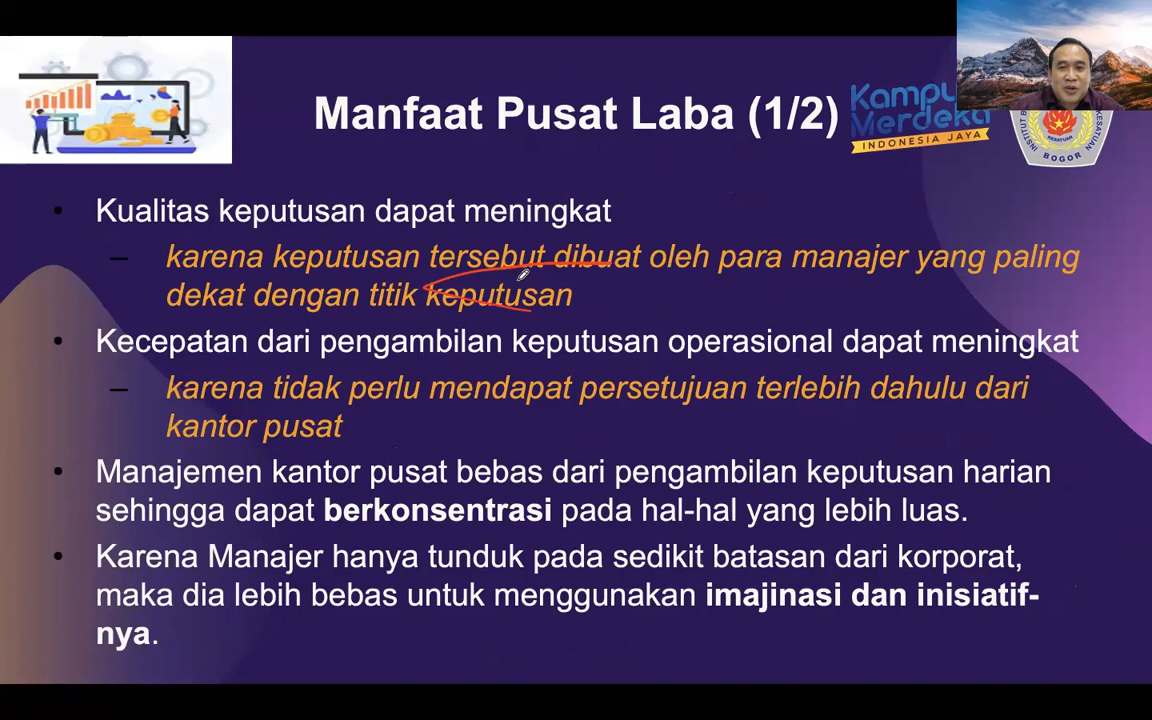 Manfaat Pusat Laba (1/2)
Kampu
Merdeka
INDONESIA JAYA
BOGOR
KESATUAN
• Kualitas keputusan dapat meningkat
– karena keputusan tersebut dibuat oleh para manajer yang paling
dekat dengan titik keputusan
• Kecepatan dari pengambilan keputusan operasional dapat meningkat
– karena tidak perlu mendapat persetujuan terlebih dahulu dari
kantor pusat
• Manajemen kantor pusat bebas dari pengambilan keputusan harian
sehingga dapat berkonsentrasi pada hal-hal yang lebih luas.
• Karena Manajer hanya tunduk pada sedikit batasan dari korporat,
maka dia lebih bebas untuk menggunakan imajinasi dan inisiatif-
nya.